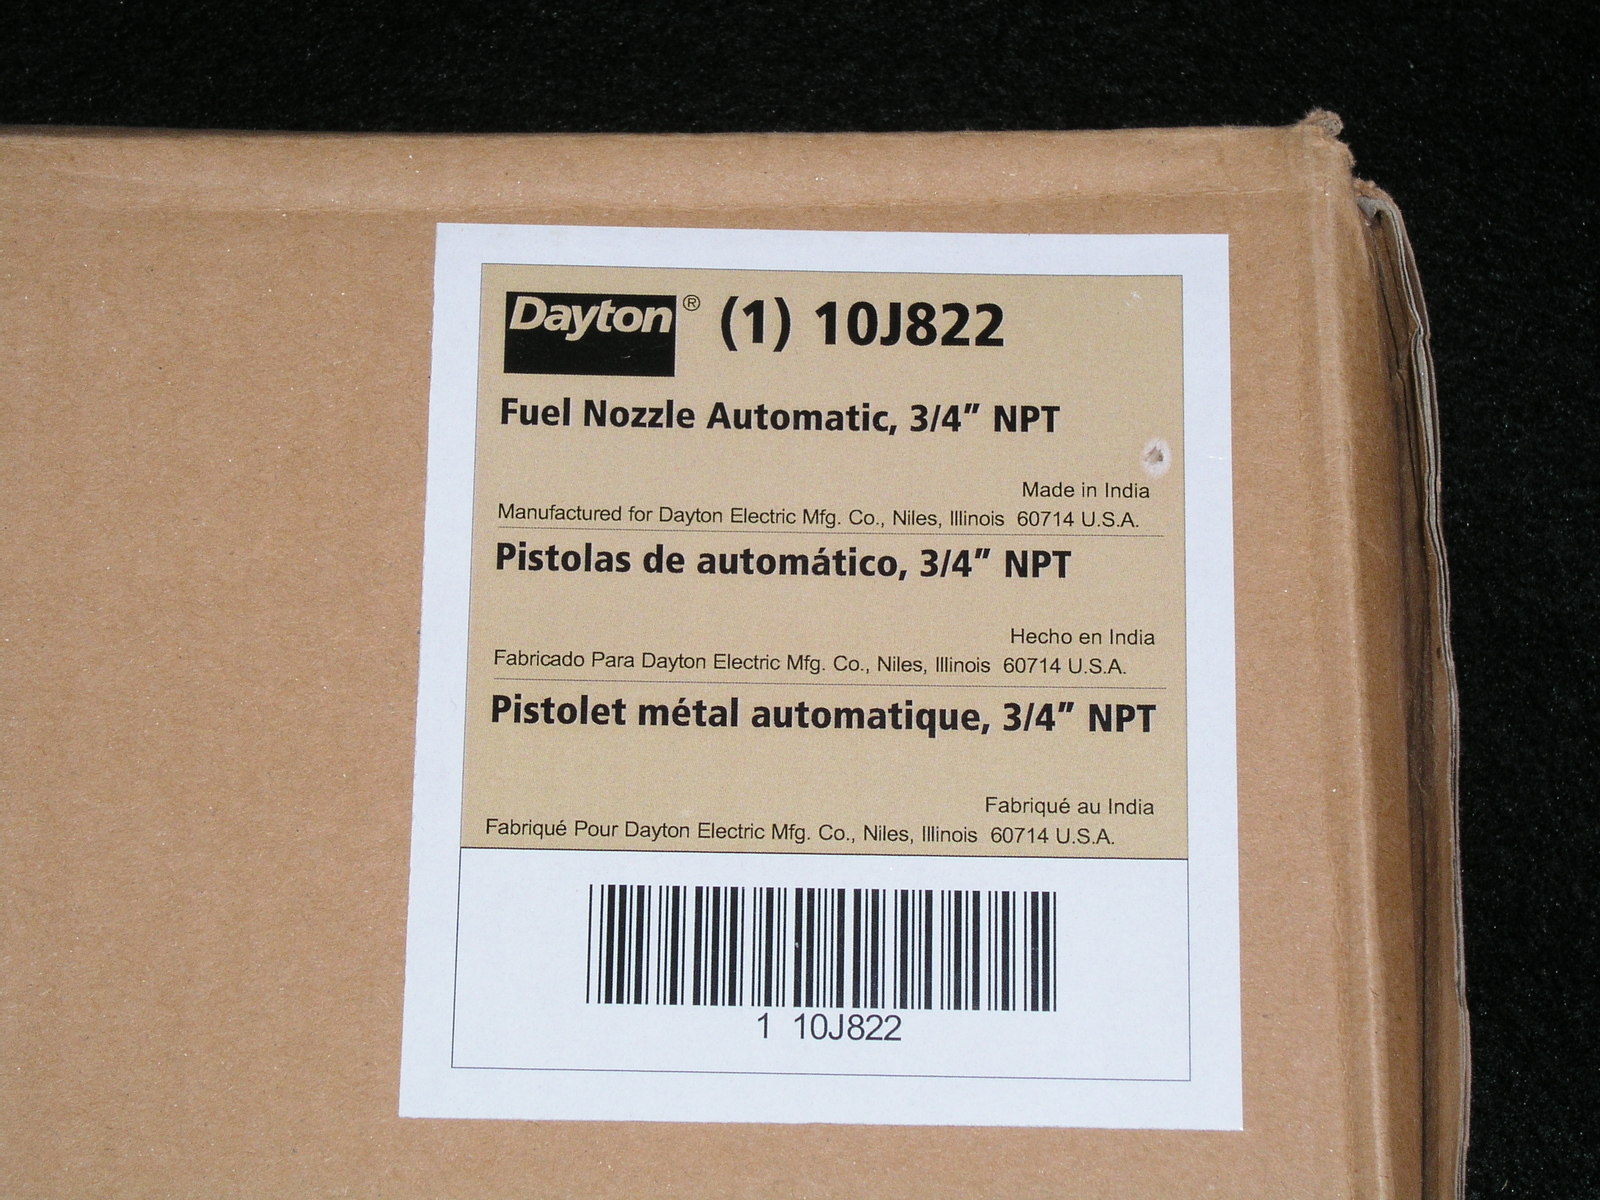 Dayton® (1) 10J822
Fuel Nozzle Automatic, 3/4” NPT
Made in India
Manufactured for Dayton Electric Mfg. Co., Niles, Illinois 60714 U.S.A.
Pistolas de automático, 3/4” NPT
Hecho en India
Fabricado Para Dayton Electric Mfg. Co., Niles, Illinois 60714 U.S.A.
Pistolet métal automatique, 3/4” NPT
Fabriqué au India
Fabriqué Pour Dayton Electric Mfg. Co., Niles, Illinois 60714 U.S.A.
1 10J822